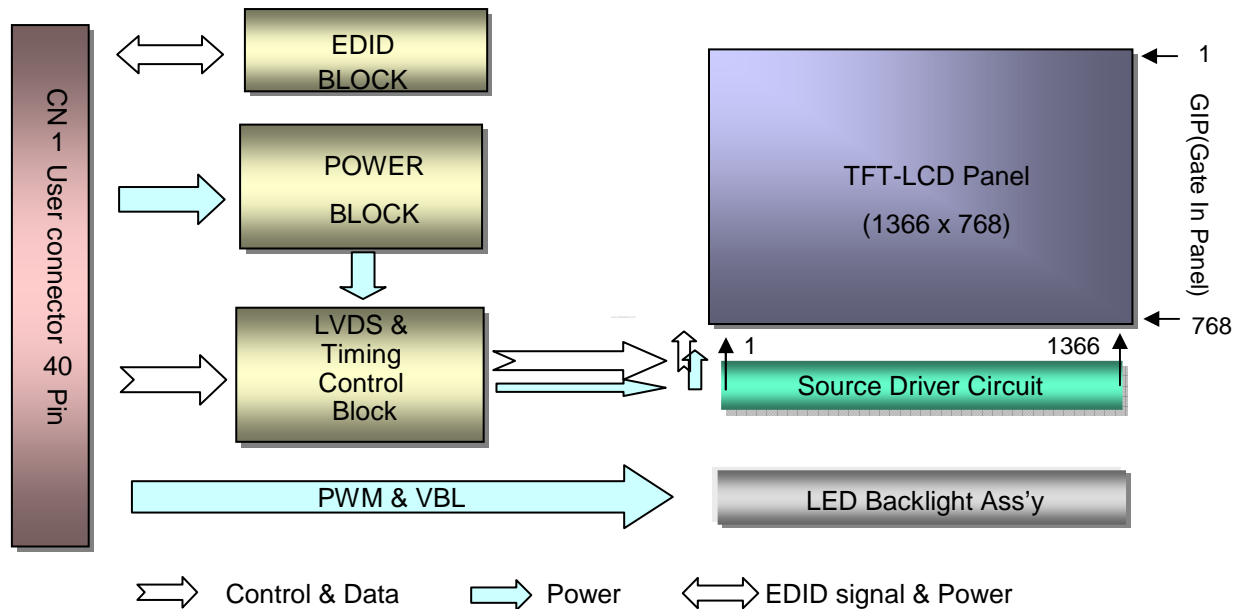 CN 1 User connector 40 Pin
EDID
BLOCK
POWER
BLOCK
LVDS &
Timing
Control
Block
PWM & VBL
TFT-LCD Panel
(1366 x 768)
1
GIP(Gate In Panel)
768
1
1366
Source Driver Circuit
LED Backlight Ass'y
Control & Data
Power
EDID signal & Power